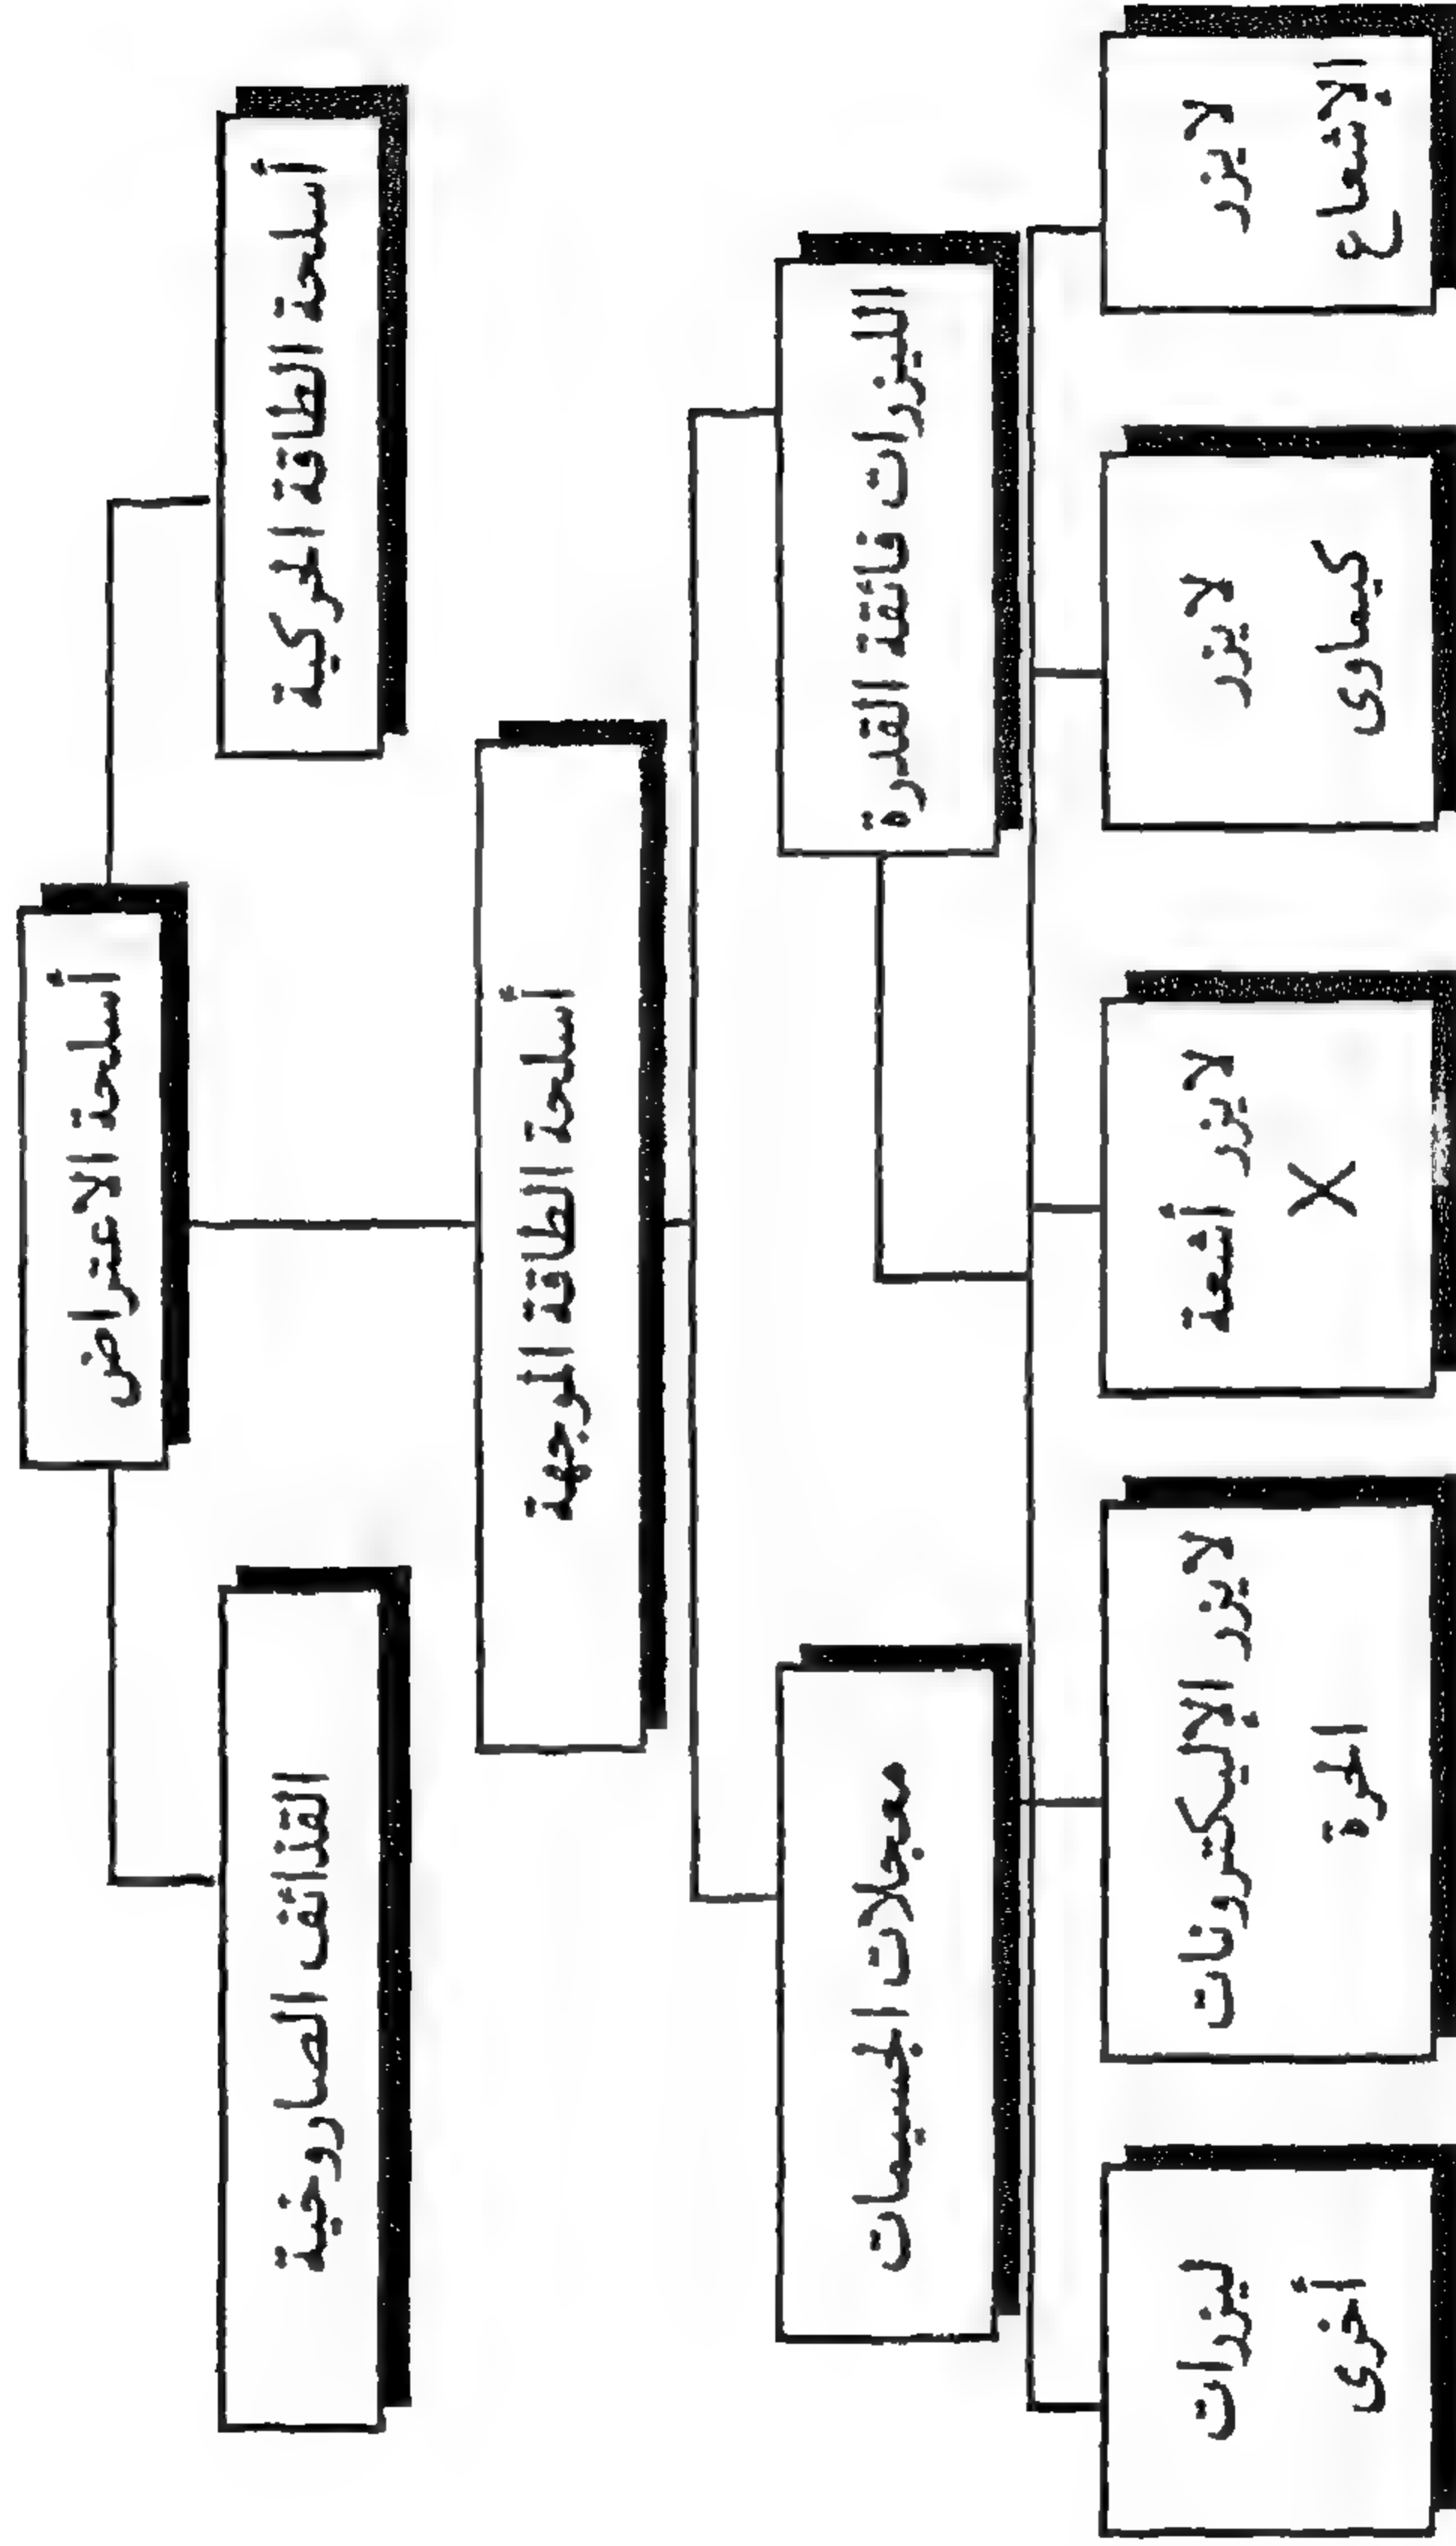 أسلحة الاعتراض
أسلحة الطاقة الحركية
القذائف الصاروخية
أسلحة الطاقة الموجهة
الليزرات فائقة القدرة
معجلات الجسيمات
لايزر
الإشعاع
لايزر
كيماوى
لايزر أشعة
X
لايزر الإليكترونات
الحرة
ليزرات
أخرى